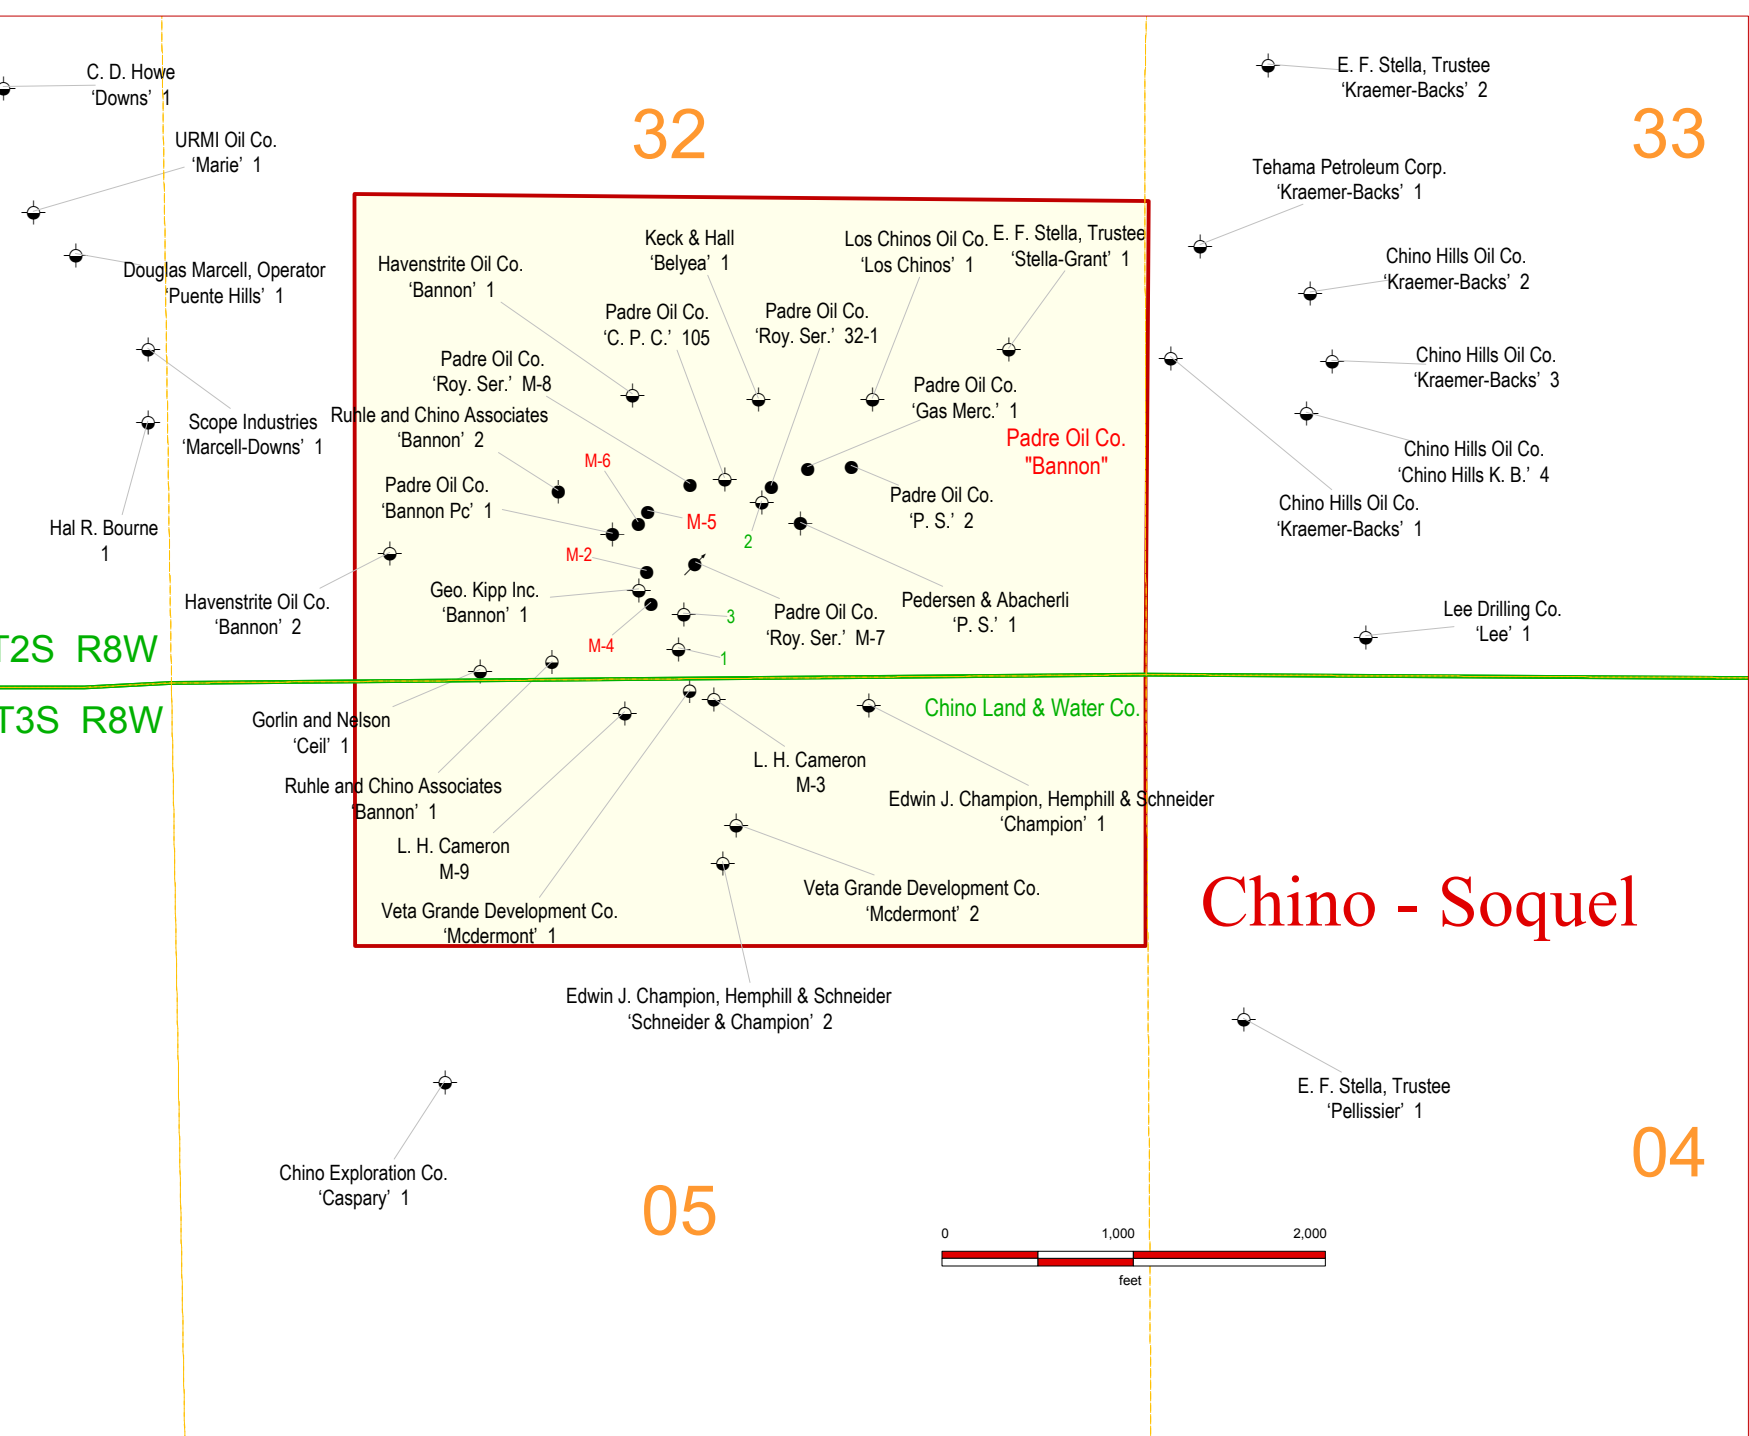 C. D. Howe
‘Downs’ 1
URMI Oil Co.
‘Marie’ 1
Douglas Marcell, Operator
‘Puente Hills’ 1
Scope Industries
‘Marcell-Downs’ 1
Hal R. Bourne
1
32
33
E. F. Stella, Trustee
‘Kraemer-Backs’ 2
Tehama Petroleum Corp.
‘Kraemer-Backs’ 1
Chino Hills Oil Co.
‘Kraemer-Backs’ 2
Chino Hills Oil Co.
‘Kraemer-Backs’ 3
Chino Hills Oil Co.
‘Chino Hills K. B.’ 4
Chino Hills Oil Co.
‘Kraemer-Backs’ 1
Lee Drilling Co.
‘Lee’ 1
Havenstrite Oil Co.
‘Bannon’ 1
Keck & Hall
‘Belyea’ 1
Los Chinos Oil Co.
‘Los Chinos’ 1
E. F. Stella, Trustee
‘Stella-Grant’ 1
Padre Oil Co.
‘C. P. C.’ 105
Padre Oil Co.
‘Roy. Ser.’ 32-1
Padre Oil Co.
‘Roy. Ser.’ M-8
Padre Oil Co.
‘Gas Merc.’ 1
Ruhle and Chino Associates
‘Bannon’ 2
Padre Oil Co.
"Bannon"
M-6
Padre Oil Co.
‘Bannon Pc’ 1
M-5
Padre Oil Co.
‘P. S.’ 2
2
M-2
Geo. Kipp Inc.
‘Bannon’ 1
Pedersen & Abacherli
‘P. S.’ 1
Havenstrite Oil Co.
‘Bannon’ 2
3
Padre Oil Co.
‘Roy. Ser.’ M-7
M-4
1
T2S R8W
T3S R8W
Gorlin and Nelson
‘Ceil’ 1
Chino Land & Water Co.
L. H. Cameron
M-3
Ruhle and Chino Associates
‘Bannon’ 1
Edwin J. Champion, Hemphill & Schneider
‘Champion’ 1
L. H. Cameron
M-9
Veta Grande Development Co.
‘Mcdermont’ 2
Veta Grande Development Co.
‘Mcdermont’ 1
Chino - Soquel
Edwin J. Champion, Hemphill & Schneider
‘Schneider & Champion’ 2
E. F. Stella, Trustee
‘Pellissier’ 1
Chino Exploration Co.
‘Caspary’ 1
05
04
0 1,000 2,000
feet